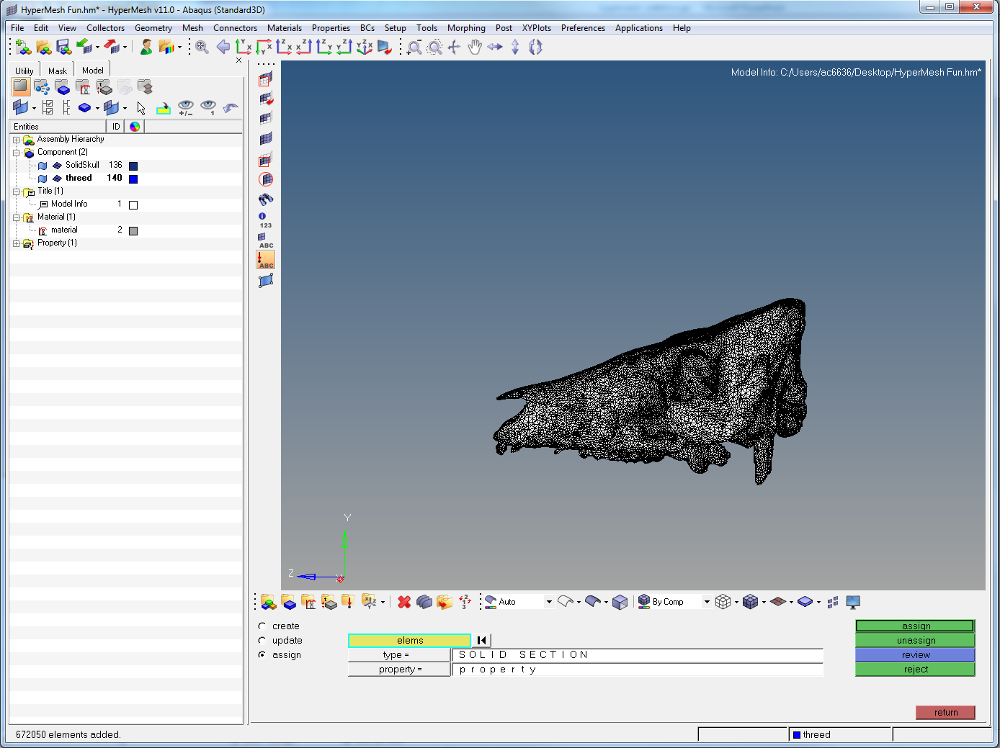 HyperMesh Fun.hm* - HyperMesh v11.0 - Abaqus (Standard3D)
File Edit View Collectors Geometry Mesh Connectors Materials Properties BCs Setup Tools Morphing Post XYPlots Preferences Applications Help
Utility Mask Model
Model Info: C:/Users/ac6636/Desktop/HyperMesh Fun.hm*
Entities ID
Assembly Hierarchy
Component (2)
SolidSkull 136
threed 140
Title (1)
Model Info 1
Material (1)
material 2
Property (1)
123
ABC
ABC
Y
Z
Auto By Comp
create
update
assign
elems
type = SOLID SECTION
property = property
assign
unassign
review
reject
return
672050 elements added.
threed